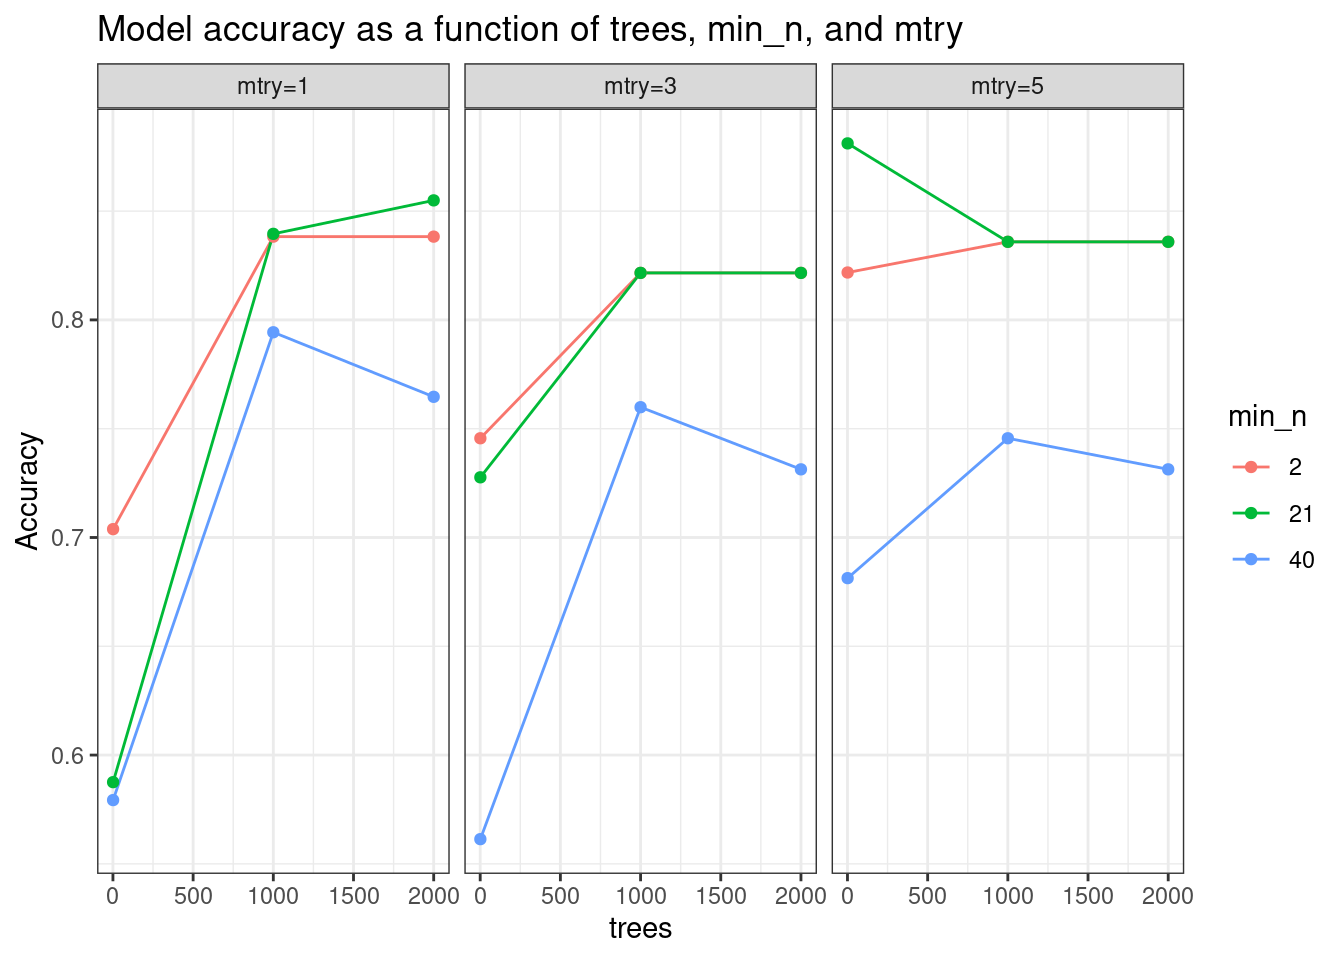 Model accuracy as a function of trees, min_n, and mtry
mtry=1 mtry=3 mtry=5
Accuracy
0.8
0.7
0.6
0 500 1000 1500 2000 0 500 1000 1500 2000 0 500 1000 1500 2000
trees
min_n
2
21
40